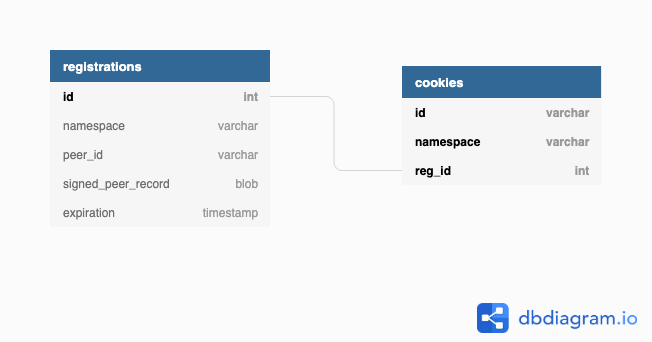 registrations
id int
namespace varchar
peer_id varchar
signed_peer_record blob
expiration timestamp
cookies
id varchar
namespace varchar
reg_id int
dbdiagram.io